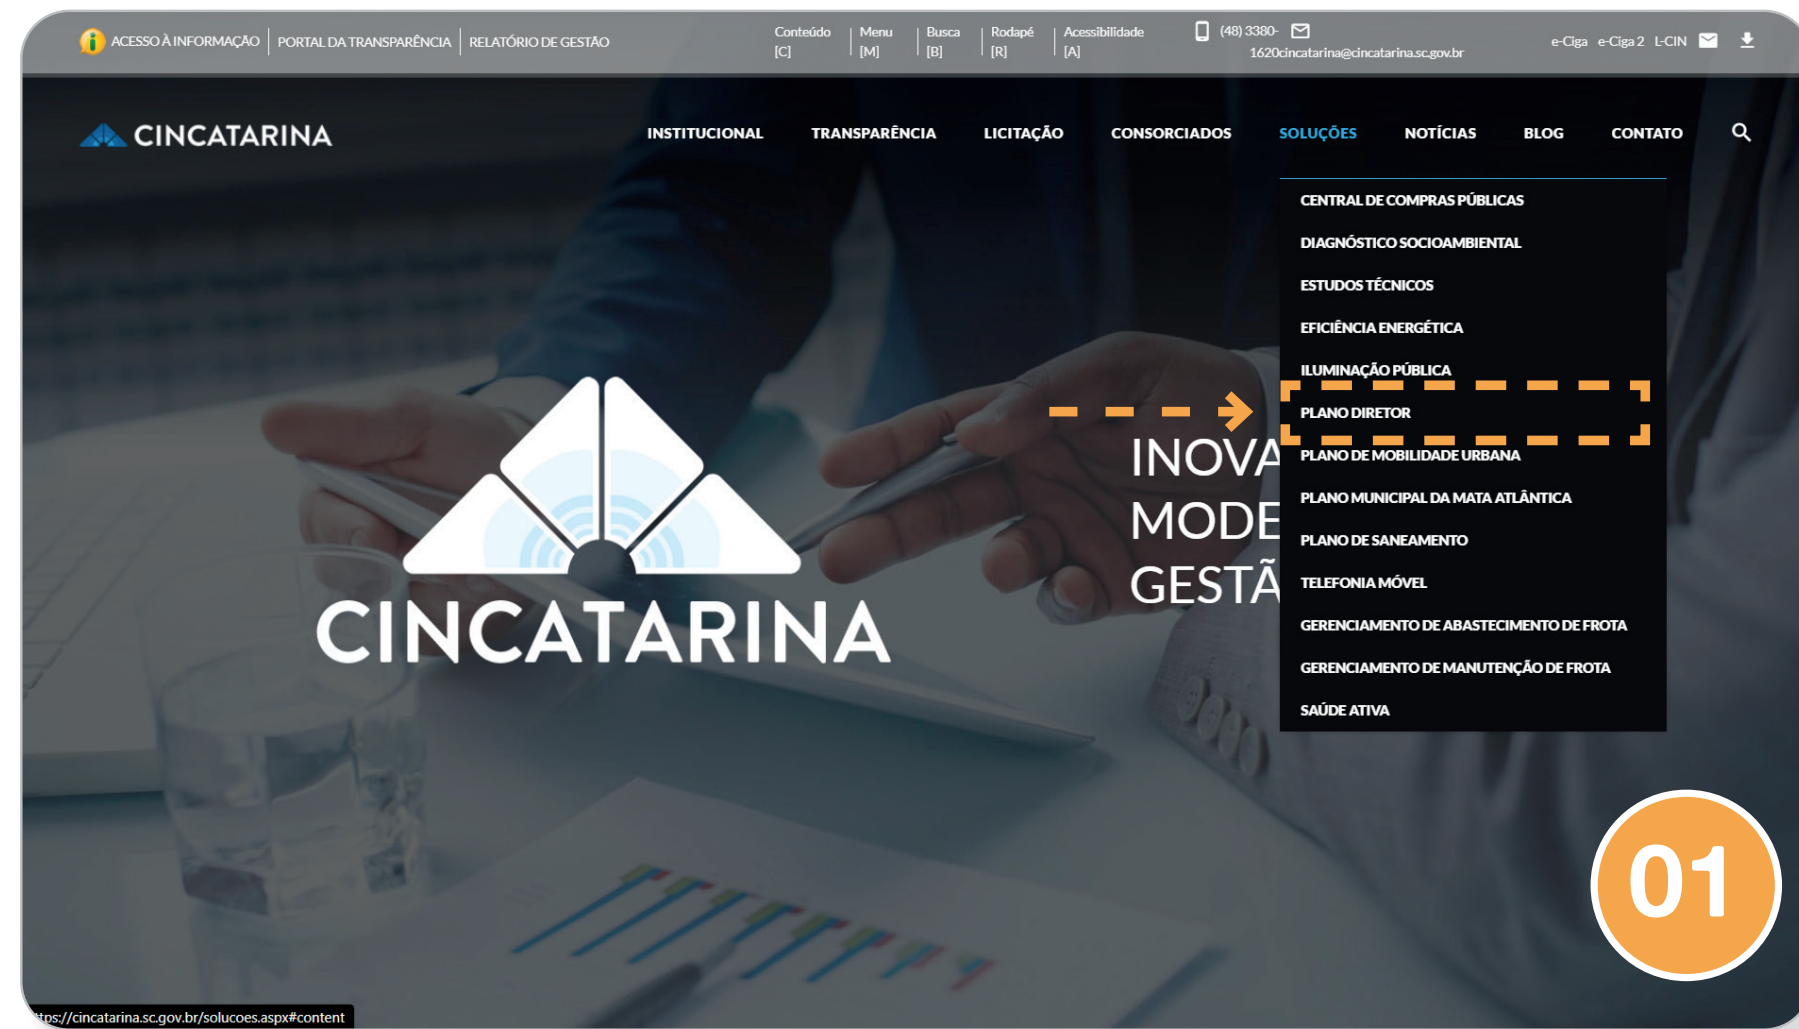 ACESSO À INFORMAÇÃO
PORTAL DA TRANSPARÊNCIA
RELATÓRIO DE GESTÃO
Conteúdo [C]
Menu [M]
Busca [B]
Rodapé [R]
Acessibilidade [A]
(48) 3380-
1620cincatarina@cincatarina.sc.gov.br
e-Ciga
e-Ciga 2
L-CIN
CINCATARINA
INSTITUCIONAL
TRANSPARÊNCIA
LICITAÇÃO
CONSORCIADOS
SOLUÇÕES
NOTÍCIAS
BLOG
CONTATO
CENTRAL DE COMPRAS PÚBLICAS
DIAGNÓSTICO SOCIOAMBIENTAL
ESTUDOS TÉCNICOS
EFICIÊNCIA ENERGÉTICA
ILUMINAÇÃO PÚBLICA
PLANO DIRETOR
PLANO DE MOBILIDADE URBANA
PLANO MUNICIPAL DA MATA ATLÂNTICA
PLANO DE SANEAMENTO
TELEFONIA MÓVEL
GERENCIAMENTO DE ABASTECIMENTO DE FROTA
GERENCIAMENTO DE MANUTENÇÃO DE FROTA
SAÚDE ATIVA
INOVA
MODE
GESTÃ
CINCATARINA
01
ttps://cincatarina.sc.gov.br/solucoes.aspx#content